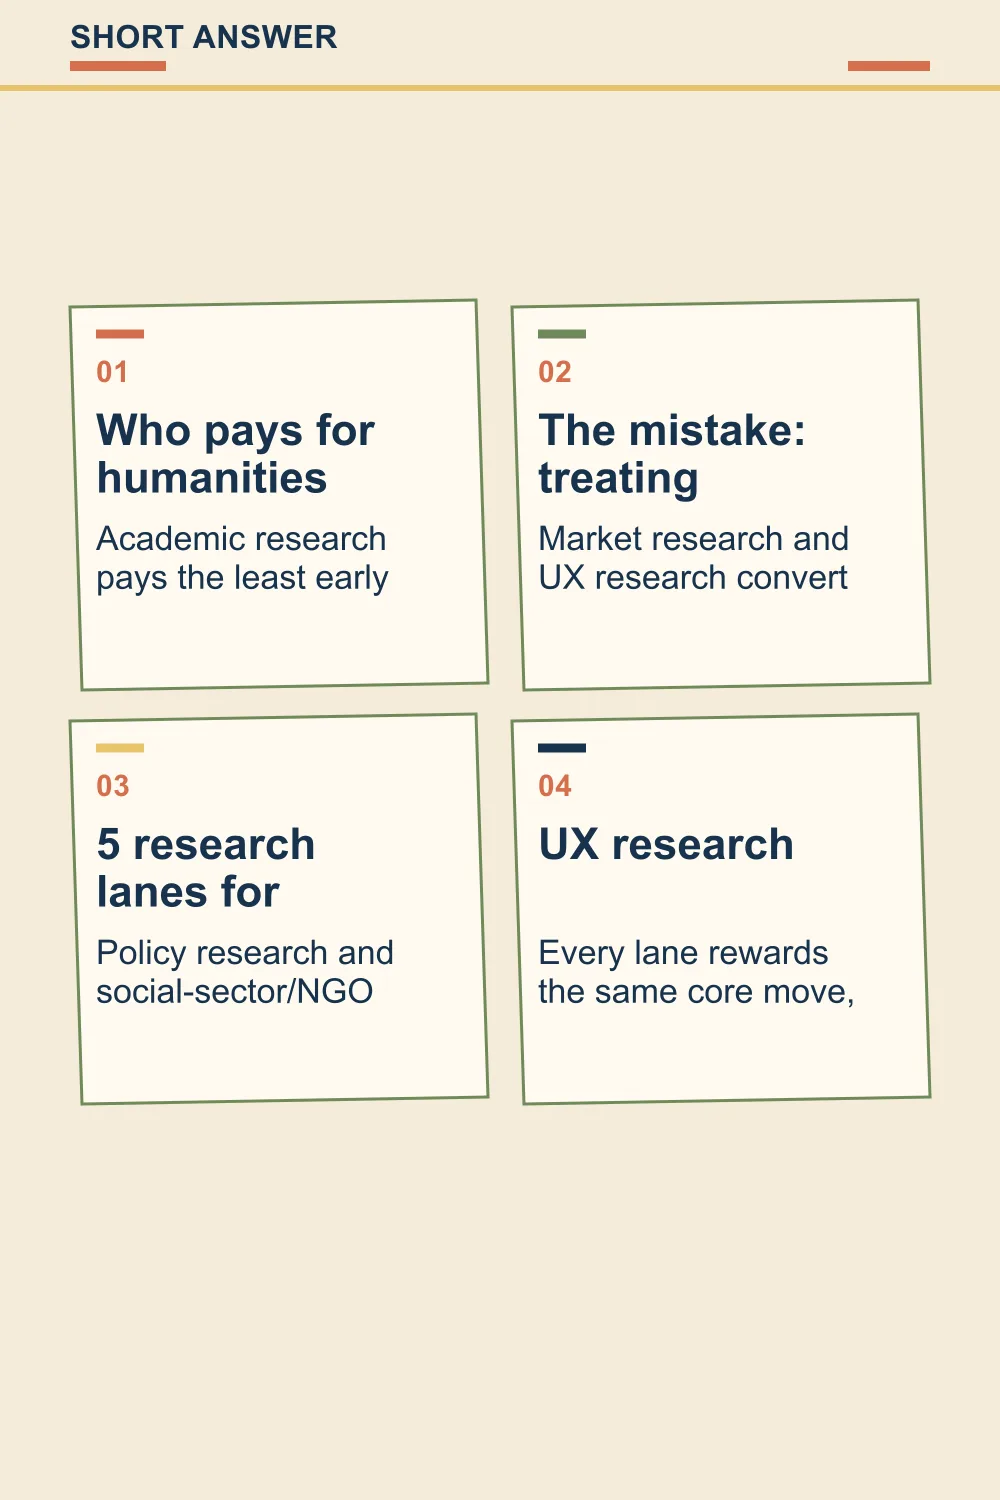 SHORT ANSWER
01
Who pays for
humanities
Academic research
pays the least early
02
The mistake:
treating
Market research and
UX research convert
03
5 research
lanes for
Policy research and
social-sector/NGO
04
UX research
Every lane rewards
the same core move,